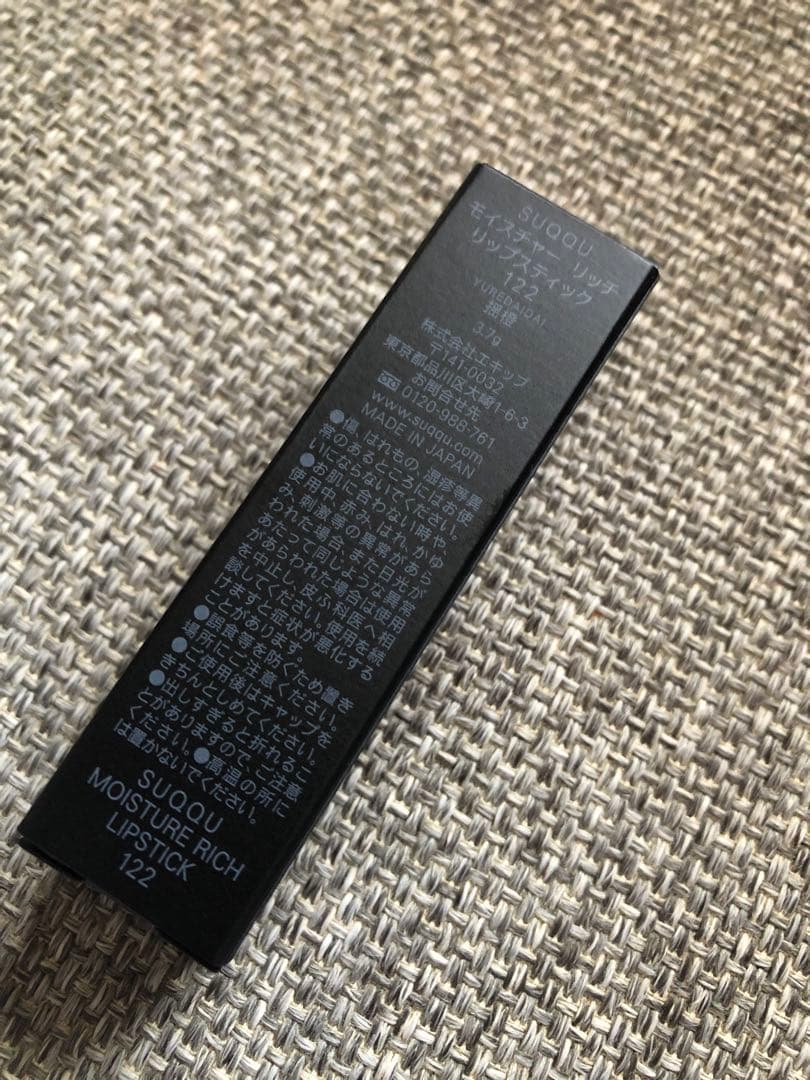 SUQQU
モイスチャー リッチ
リップスティック
122
YUREDAIDAI
揺橙
3.7g
株式会社エキップ
〒141-0032
東京都品川区大崎1-6-3
お問合せ先
0120-988-761
www.suqqu.com
MADE IN JAPAN
●傷、はれもの、湿疹等異
常のあるところにはお使
いにならないでください。
●お肌に合わない時や、
使用中、赤み、はれ、かゆ
み、刺激等の異常があら
われた場合、また日光が
あたって同じような異常
があらわれた場合は使用
を中止し、皮ふ科医へ相
談してください。使用を続
けますと症状が悪化する
ことがあります。
●誤食等を防ぐため置き
場所にご注意ください。
●ご使用後はキャップを
きちんとしめてください。
●出しすぎると折れるこ
とがありますので、ご注意
ください。●高温の所に
は置かないでください。
SUQQU
MOISTURE RICH
LIPSTICK
122